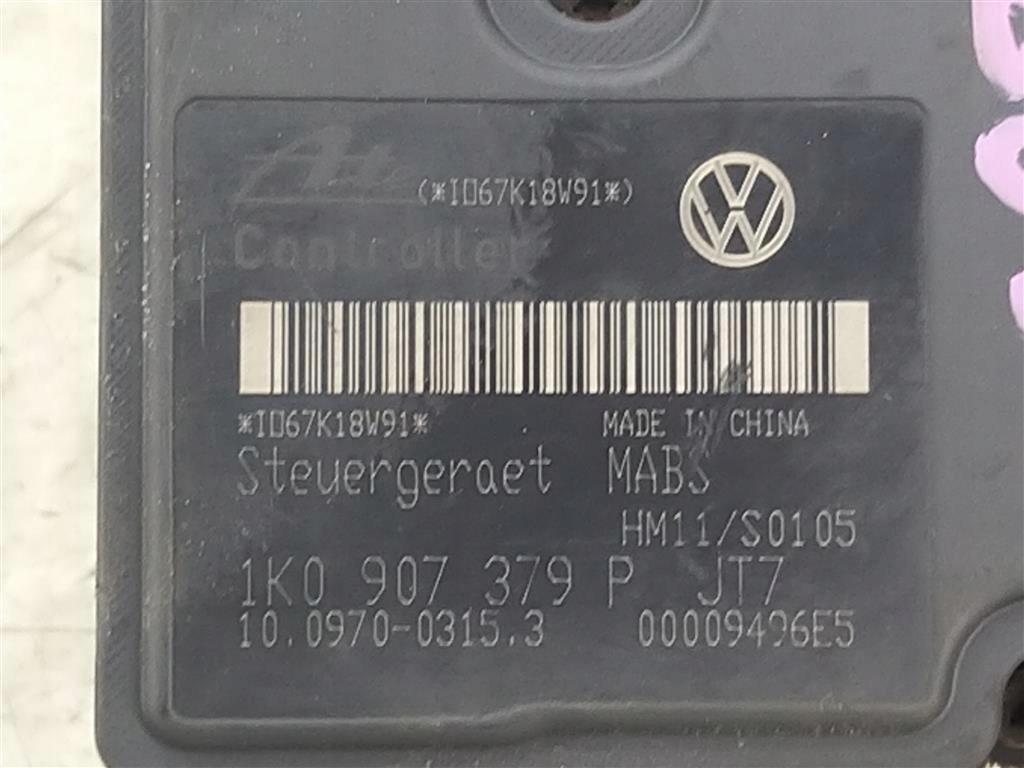 Ate
(*I067K18W91*)
Controller
*I067K18W91*
MADE IN CHINA
Steuergeraet MABS
HM11/S0105
1K0 907 379 P JT7
10.0970-0315.3 00009496E5